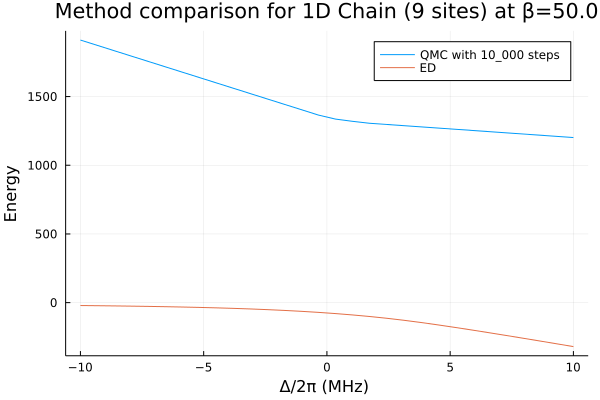 Method comparison for 1D Chain (9 sites) at β=50.0
QMC with 10_000 steps
ED
1500
1000
500
0
Energy
−10
−5
0
5
10
Δ/2π (MHz)